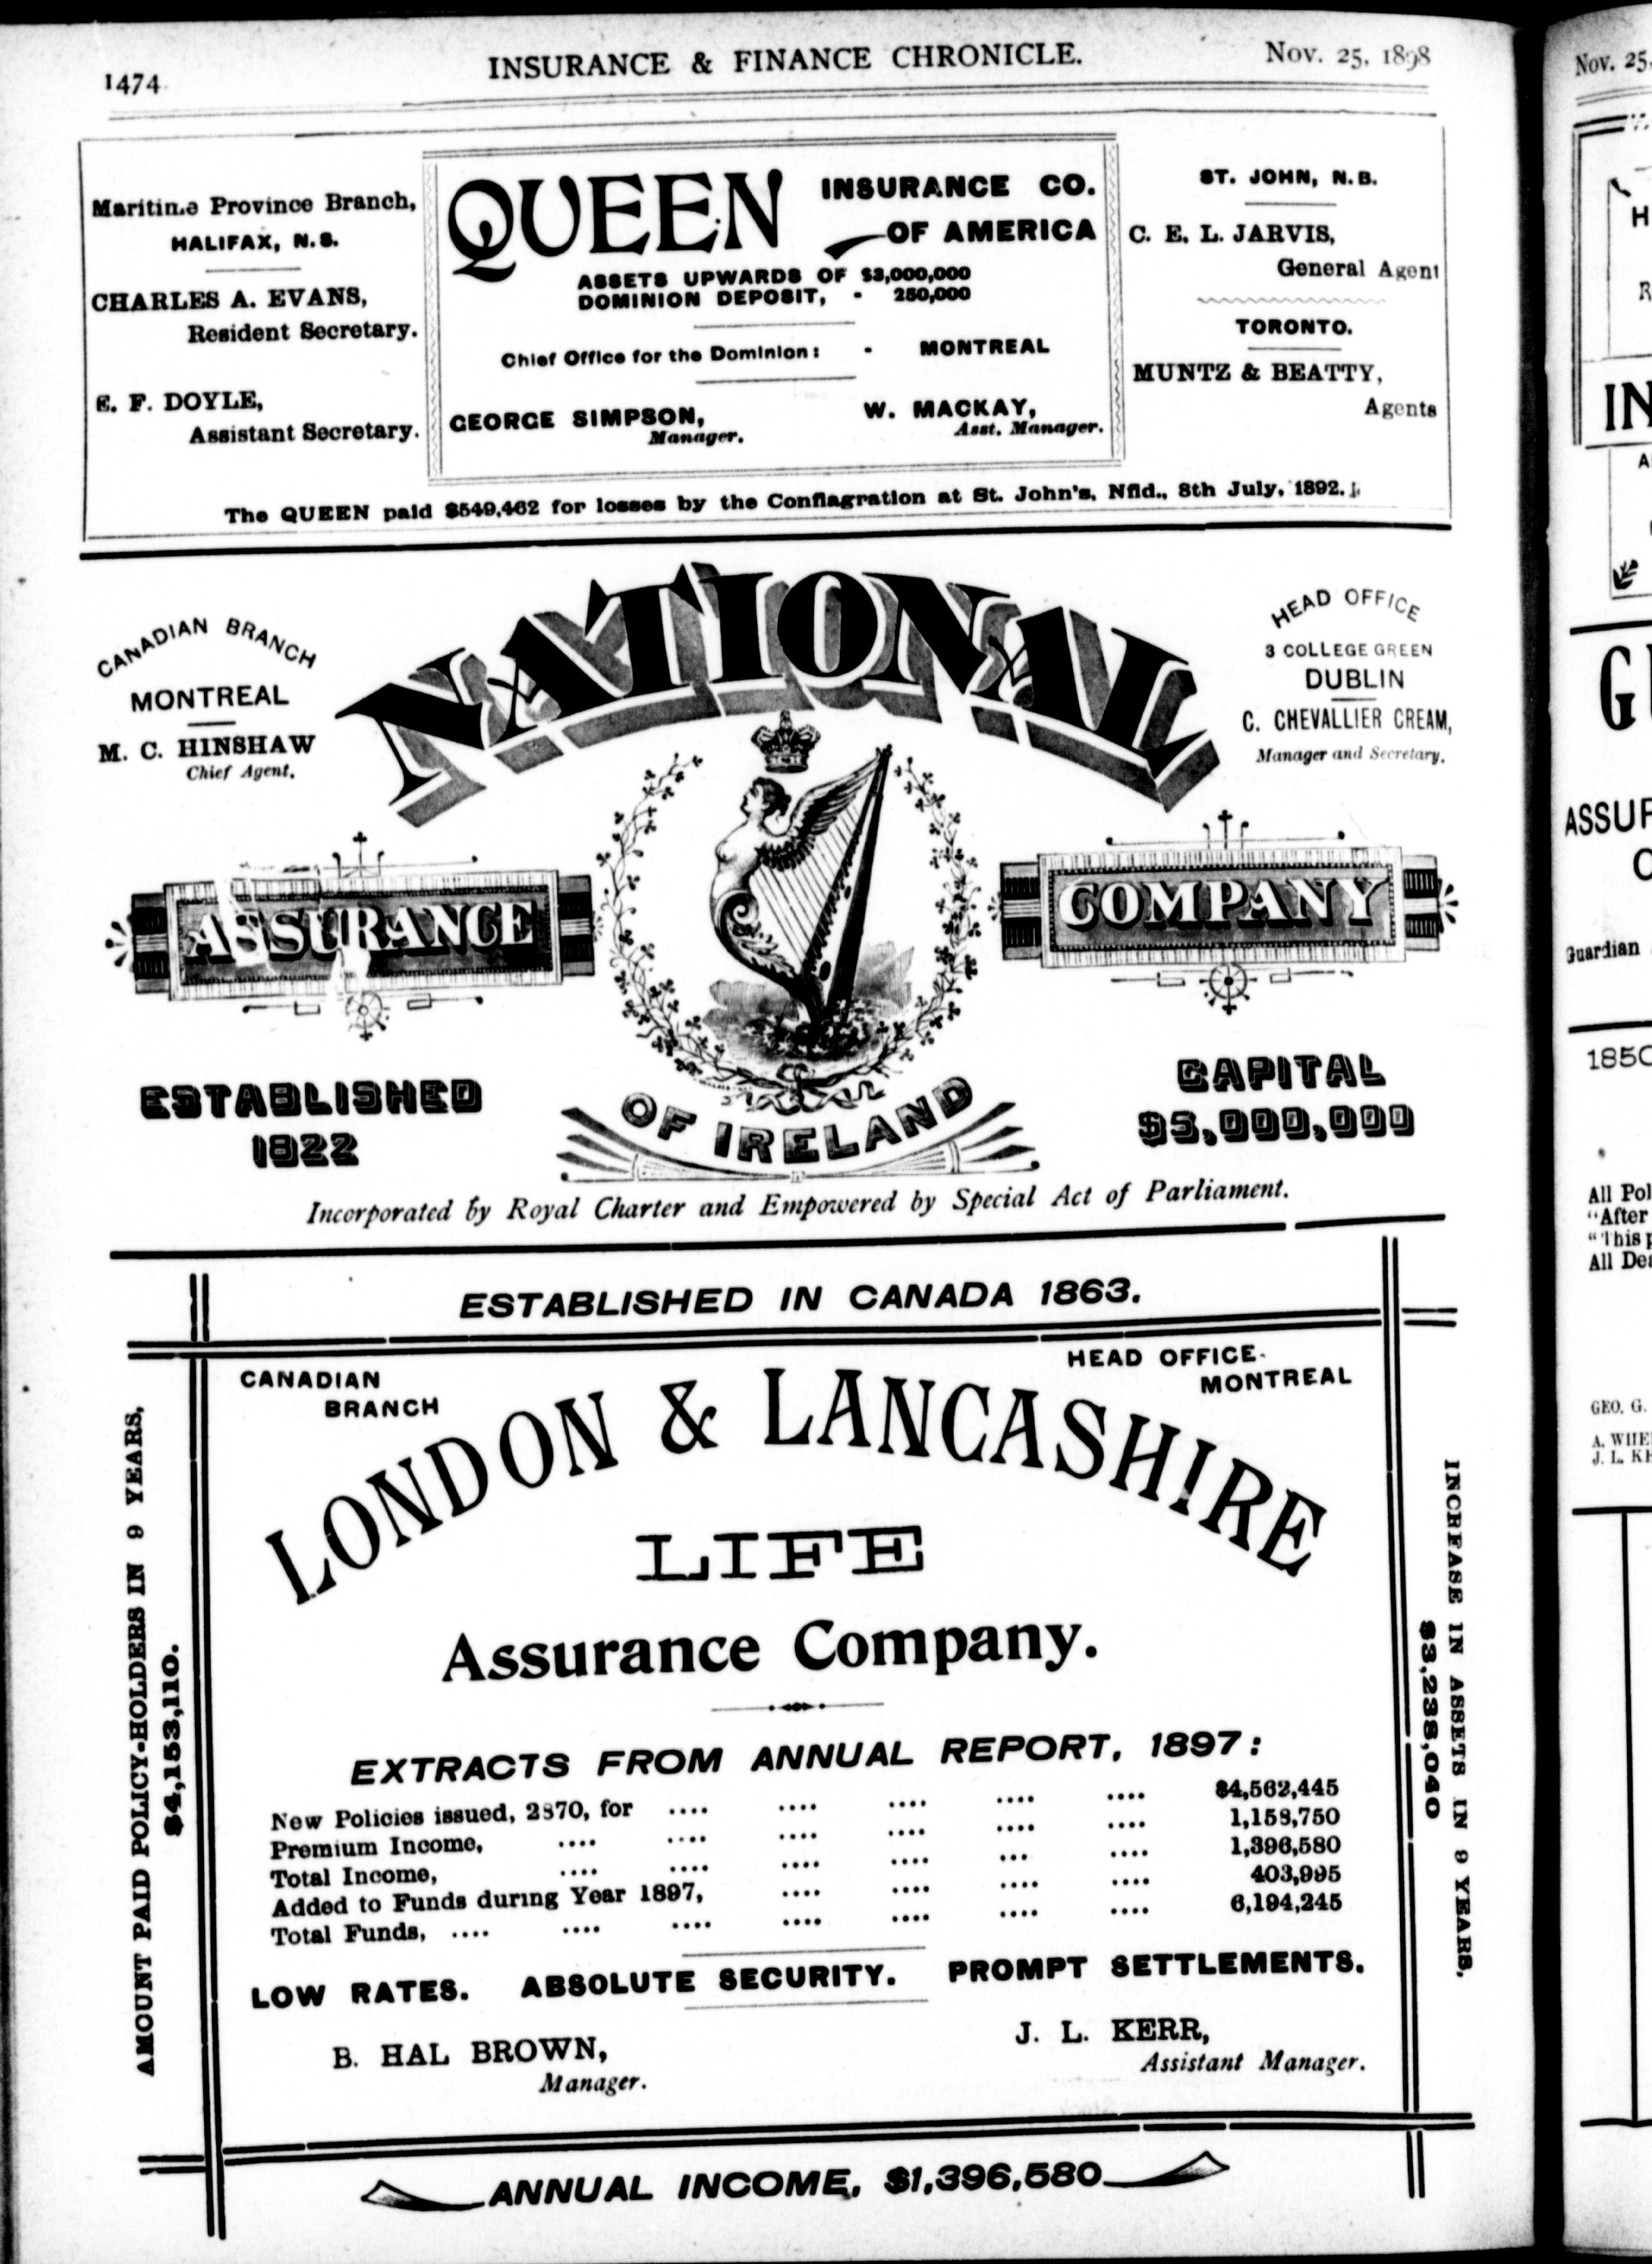 1474
INSURANCE & FINANCE CHRONICLE.
Nov. 25, 1898
Maritime Province Branch,
HALIFAX, N.S.
CHARLES A. EVANS,
Resident Secretary.
E. F. DOYLE,
Assistant Secretary.
QUEEN INSURANCE CO.
OF AMERICA
ASSETS UPWARDS OF $3,000,000
DOMINION DEPOSIT, - 250,000
Chief Office for the Dominion: - MONTREAL
GEORGE SIMPSON,
Manager.
W. MACKAY,
Asst. Manager.
ST. JOHN, N.B.
C. E. L. JARVIS,
General Agent
TORONTO.
MUNTZ & BEATTY,
Agents
The QUEEN paid $549,462 for losses by the Conflagration at St. John's, Nfld., 8th July, 1892.
CANADIAN BRANCH
MONTREAL
M. C. HINSHAW
Chief Agent.
NATIONAL
HEAD OFFICE
3 COLLEGE GREEN
DUBLIN
C. CHEVALLIER CREAM,
Manager and Secretary.
ASSURANCE
COMPANY
ESTABLISHED
1822
OF IRELAND
CAPITAL
$5,000,000
Incorporated by Royal Charter and Empowered by Special Act of Parliament.
ESTABLISHED IN CANADA 1863.
CANADIAN
BRANCH
HEAD OFFICE-
MONTREAL
LONDON & LANCASHIRE
LIFE
Assurance Company.
EXTRACTS FROM ANNUAL REPORT, 1897:
New Policies issued, 2870, for .... .... .... .... .... $4,562,445
Premium Income, .... .... .... .... .... .... 1,158,750
Total Income, .... .... .... .... ... .... 1,396,580
Added to Funds during Year 1897, .... .... .... .... 403,995
Total Funds, .... .... .... .... .... .... .... 6,194,245
LOW RATES. ABSOLUTE SECURITY. PROMPT SETTLEMENTS.
B. HAL BROWN,
Manager.
J. L. KERR,
Assistant Manager.
AMOUNT PAID POLICY-HOLDERS IN 9 YEARS,
$4,153,110.
INCREASE IN ASSETS IN 9 YEARS,
$3,238,040
ANNUAL INCOME, $1,396,580
Nov. 25,
H
IN
ASSUR
Guardian
1850
All Pol
"After
"This p
All Dea
GEO. G.
J. L. KE